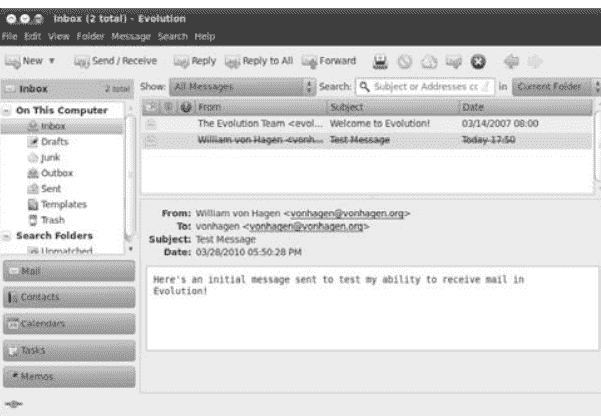 Inbox (2 total) - Evolution
File Edit View Folder Message Search Help
New Send / Receive Reply Reply to All Forward
Inbox 2 total Show: All Messages Search: Subject or Addresses in Current Folder
On This Computer
Inbox
Drafts
Junk
Outbox
Sent
Templates
Trash
Search Folders
Unmatched
Mail
Contacts
Calendars
Tasks
Memos
From Subject Date
The Evolution Team <evol... Welcome to Evolution! 03/14/2007 08:00
William von Hagen <vonh... Test Message Today 17:50
From: William von Hagen <vonhagen@vonhagen.org>
To: vonhagen <vonhagen@vonhagen.org>
Subject: Test Message
Date: 03/28/2010 05:50:28 PM
Here's an initial message sent to test my ability to receive mail in
Evolution!